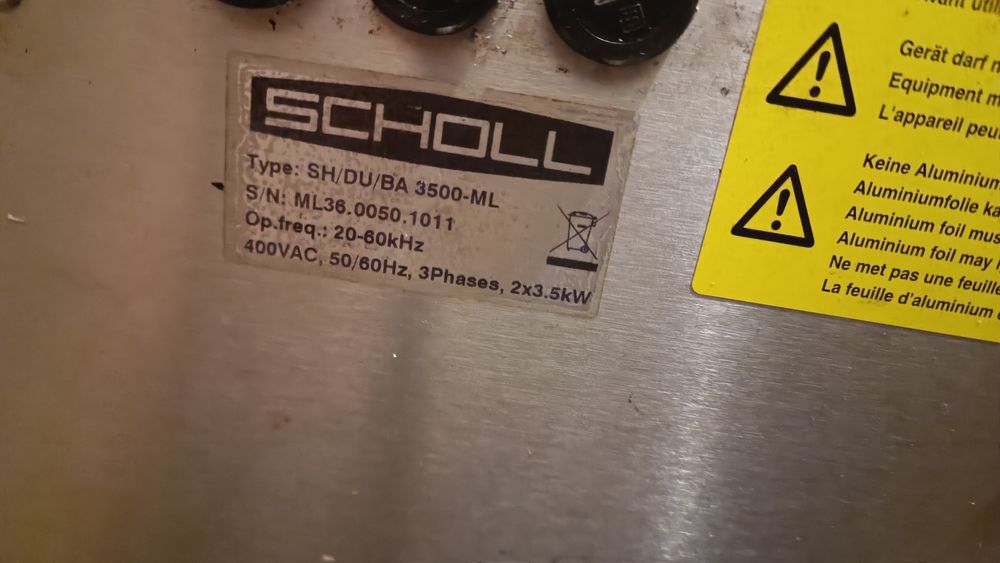 SCHOLL
Type: SH/DU/BA 3500-ML
S/N: ML36.0050.1011
Op.freq.: 20-60kHz
400VAC, 50/60Hz, 3Phases, 2x3.5kW
Gerät darf
Equipment
L'appareil
Keine Aluminium
Aluminiumfolie
Aluminium foil
Aluminium foil may
Ne met pas une feuille
La feuille d'aluminium